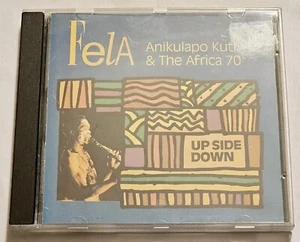 FelA
Anikulapo Kuti
& The Africa 70
UP SIDE
DOWN